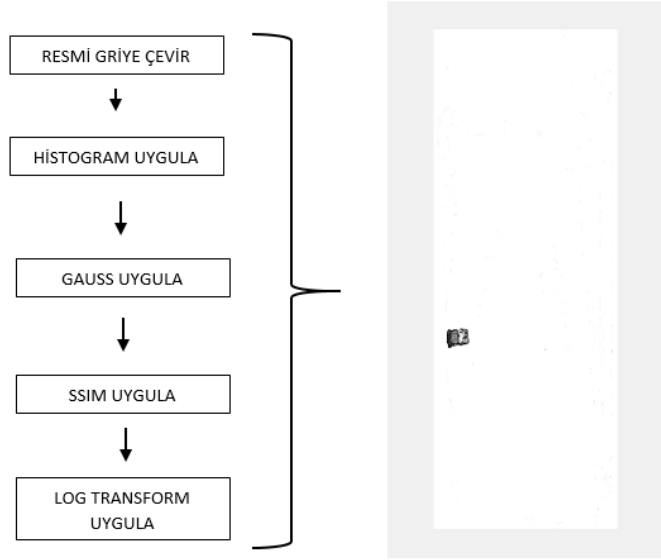 RESMİ GRİYE ÇEVİR
HİSTOGRAM UYGULA
GAUSS UYGULA
SSIM UYGULA
LOG TRANSFORM
UYGULA